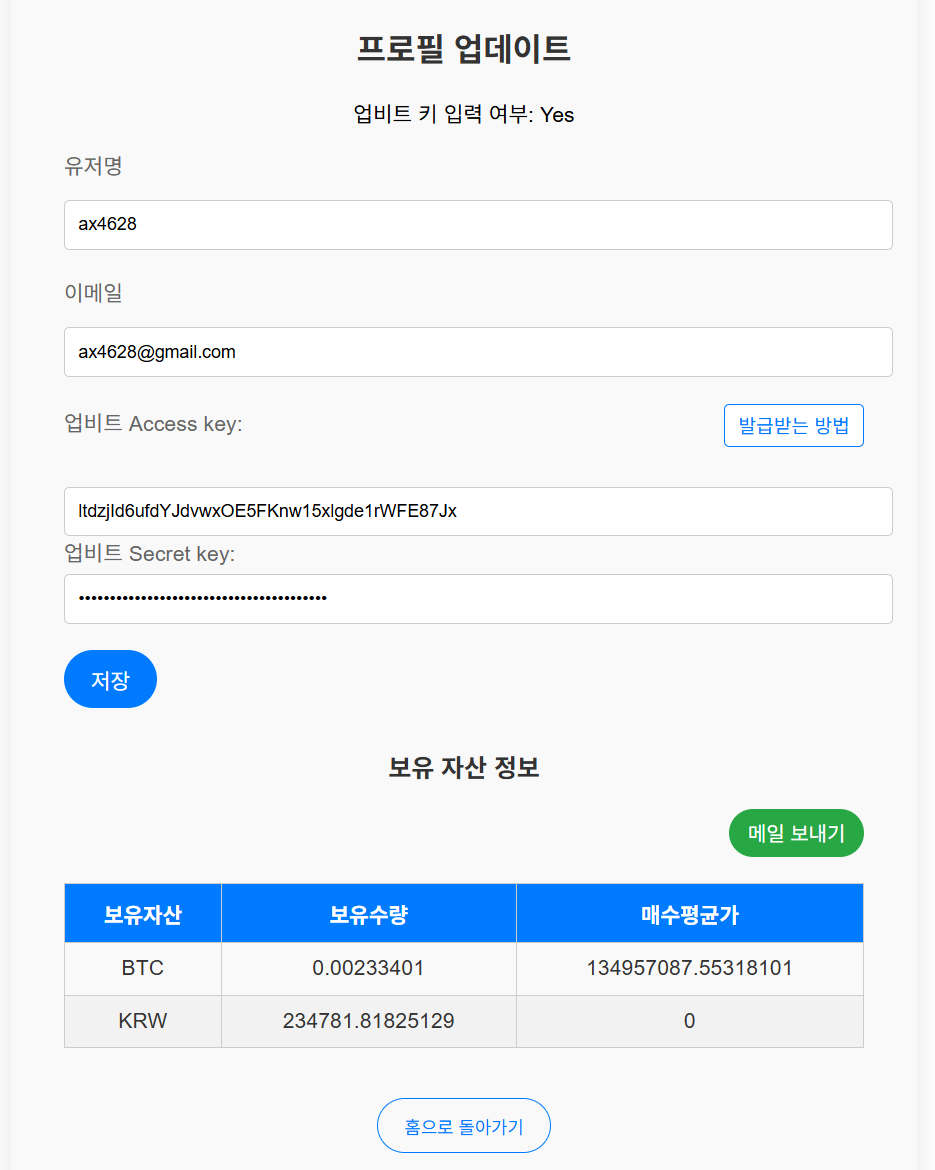 프로필 업데이트
업비트 키 입력 여부: Yes
유저명
ax4628
이메일
ax4628@gmail.com
업비트 Access key:
발급받는 방법
ltdzjId6ufdYJdvwxOE5FKnw15xlgde1rWFE87Jx
업비트 Secret key:
••••••••••••••••••••••••••••••••••••••••
저장
보유 자산 정보
메일 보내기
보유자산 보유수량 매수평균가
BTC 0.00233401 134957087.55318101
KRW 234781.81825129 0
홈으로 돌아가기